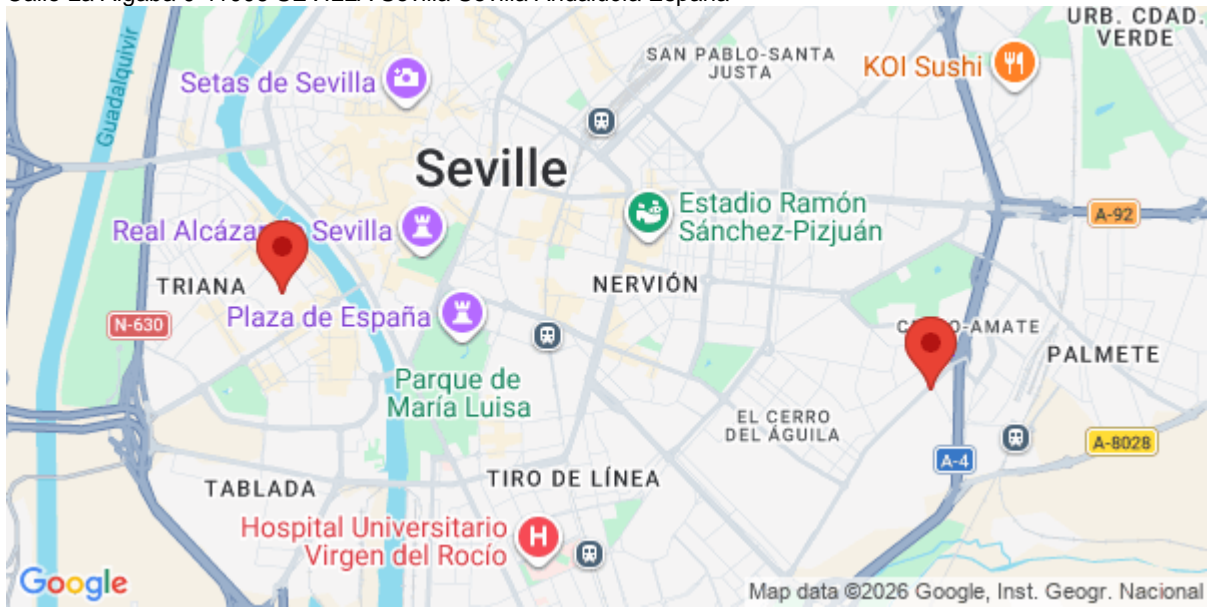 URB. CDAD.
VERDE
SAN PABLO-SANTA
JUSTA
KOI Sushi
Setas de Sevilla
Guadalquivir
Seville
Estadio Ramón
Sánchez-Pizjuán
A-92
Real Alcázar Sevilla
TRIANA
NERVIÓN
Plaza de España
N-630
AMATE
PALMETE
Parque de
María Luisa
EL CERRO
DEL ÁGUILA
A-8028
A-4
TIRO DE LÍNEA
TABLADA
Hospital Universitario
Virgen del Rocío
H
Google
Map data ©2026 Google, Inst. Geogr. Nacional